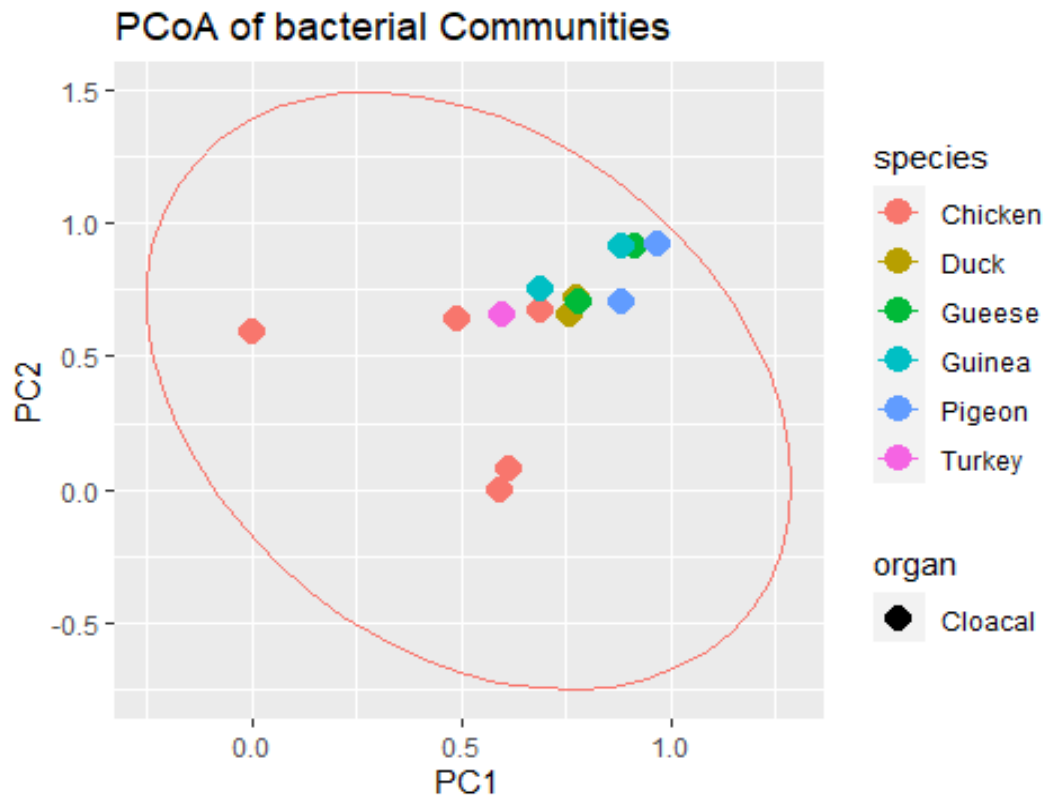 PCoA of bacterial Communities
1.5
1.0
0.5
0.0
-0.5
PC2
0.0 0.5 1.0
PC1
species
Chicken
Duck
Gueese
Guinea
Pigeon
Turkey
organ
Cloacal